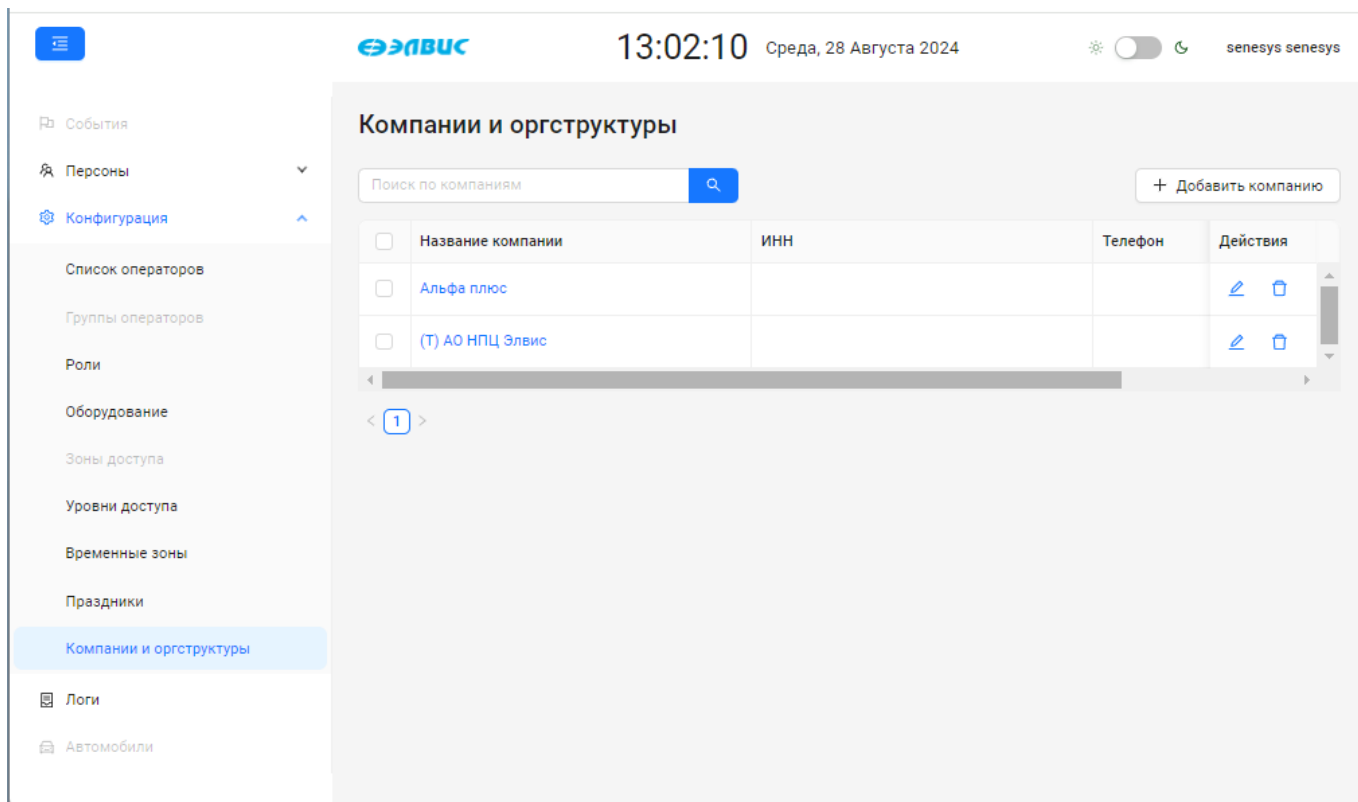 ЭЛВИС
13:02:10 Среда, 28 Августа 2024
senesys senesys
События
Персоны
Конфигурация
Список операторов
Группы операторов
Роли
Оборудование
Зоны доступа
Уровни доступа
Временные зоны
Праздники
Компании и оргструктуры
Логи
Автомобили
Компании и оргструктуры
Поиск по компаниям
+ Добавить компанию
Название компании ИНН Телефон Действия
Альфа плюс
(Т) АО НПЦ Элвис
< 1 >